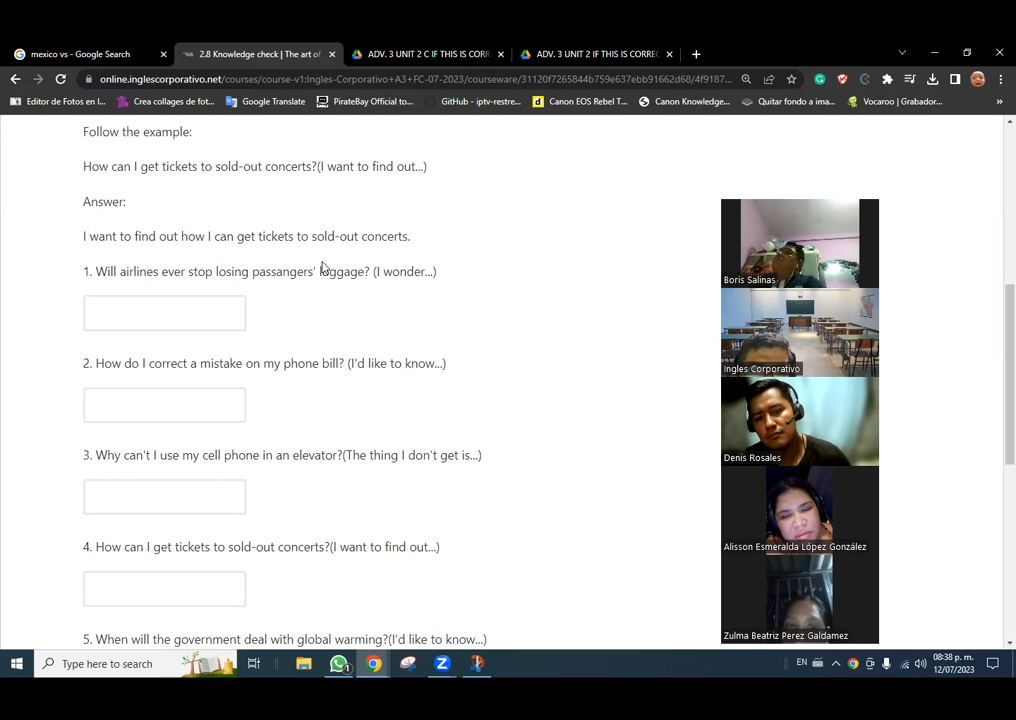 mexico vs - Google Search
2.8 Knowledge check | The art of
ADV. 3 UNIT 2 C IF THIS IS CORR
ADV. 3 UNIT 2 IF THIS IS CORREC
online.inglescorporativo.net/courses/course-v1:Ingles-Corporativo+A3+FC-07-2023/courseware/31120f7265844b759e637ebb91662d68/4f9187...
Editor de Fotos en l...
Crea collages de fot...
Google Translate
PirateBay Official to...
GitHub - iptv-restre...
Canon EOS Rebel T...
Canon Knowledge...
Quitar fondo a ima...
Vocaroo | Grabador...
Follow the example:
How can I get tickets to sold-out concerts?(I want to find out...)
Answer:
I want to find out how I can get tickets to sold-out concerts.
1. Will airlines ever stop losing passangers' luggage? (I wonder...)
2. How do I correct a mistake on my phone bill? (I'd like to know...)
3. Why can't I use my cell phone in an elevator?(The thing I don't get is...)
4. How can I get tickets to sold-out concerts?(I want to find out...)
5. When will the government deal with global warming?(I'd like to know...)
Boris Salinas
Ingles Corporativo
Denis Rosales
Alisson Esmeralda López González
Zulma Beatriz Perez Galdamez
Type here to search
EN
08:38 p. m.
12/07/2023